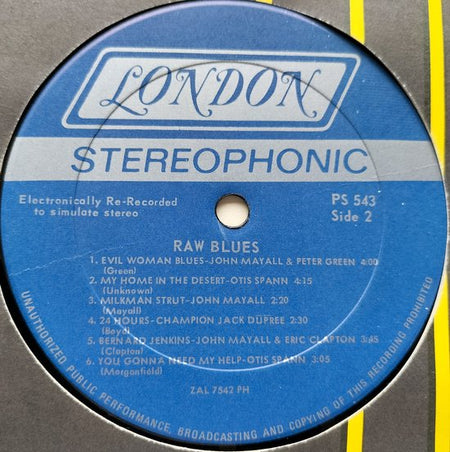 LONDON
STEREOPHONIC
Electronically Re-Recorded
to simulate stereo
PS 543
Side 2
RAW BLUES
1. EVIL WOMAN BLUES-JOHN MAYALL & PETER GREEN 4:00
(Green)
2. MY HOME IN THE DESERT-OTIS SPANN 4:15
(Unknown)
3. MILKMAN STRUT-JOHN MAYALL 2:20
(Mayall)
4. 24 HOURS-CHAMPION JACK DUPREE 2:30
(Boyd)
5. BERNARD JENKINS-JOHN MAYALL & ERIC CLAPTON 3:45
(Clapton)
6. YOU GONNA NEED MY HELP-OTIS SPANN 3:05
(Morganfield)
ZAL 7542 PH
UNAUTHORIZED PUBLIC PERFORMANCE, BROADCASTING AND COPYING OF THIS RECORDING PROHIBITED